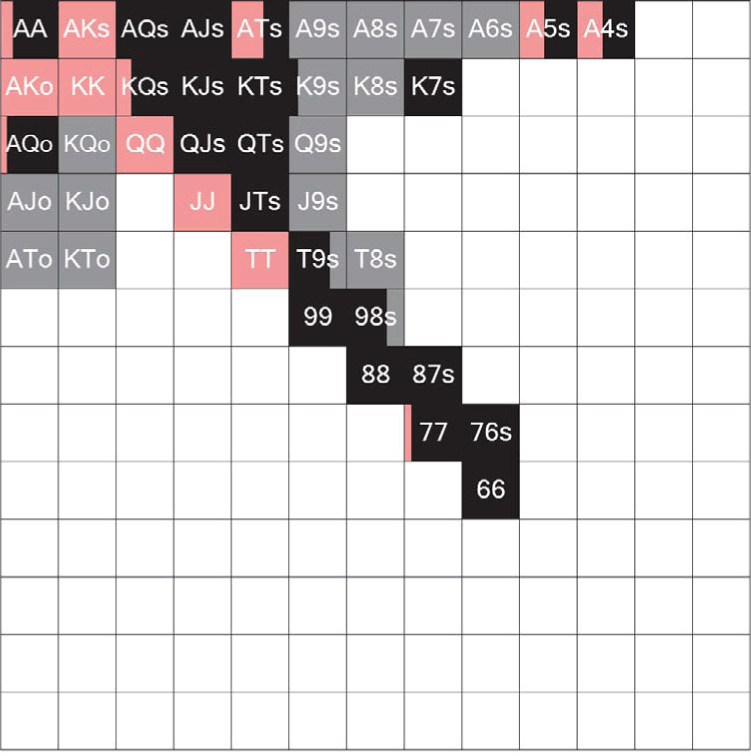 AA AKs AQs AJs ATs A9s A8s A7s A6s A5s A4s
AKo KK KQs KJs KTs K9s K8s K7s
AQo KQo QQ QJs QTs Q9s
AJo KJo JJ JTs J9s
ATo KTo TT T9s T8s
99 98s
88 87s
77 76s
66